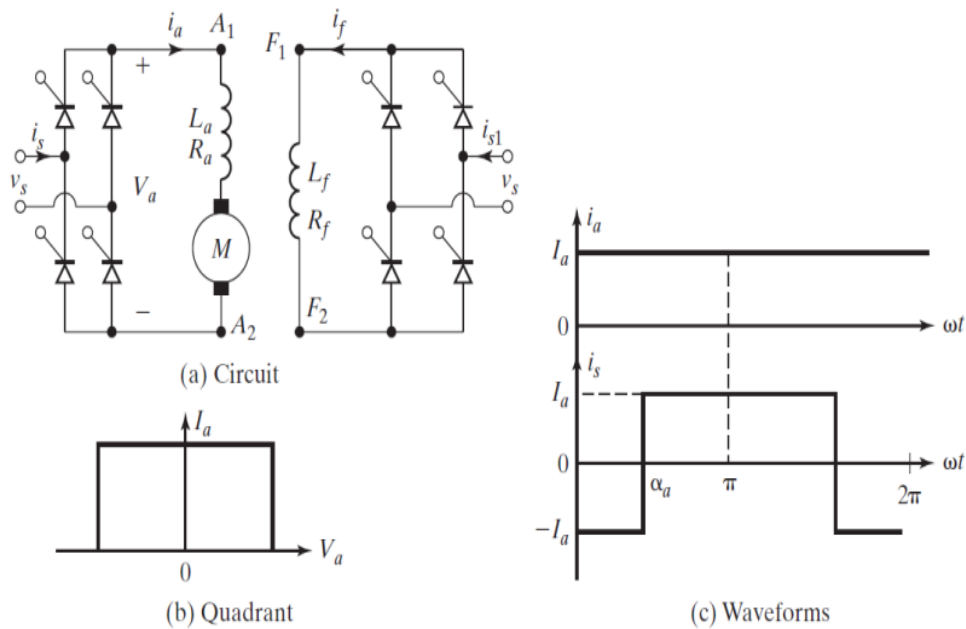 i_a A_1
F_1 i_f
+
L_a
R_a
i_s
v_s
V_a
M
L_f
R_f
i_s1
v_s
−
A_2
F_2
(a) Circuit
I_a
V_a
0
(b) Quadrant
i_a
I_a
0
ωt
i_s
I_a
0
ωt
α_a π 2π
−I_a
(c) Waveforms